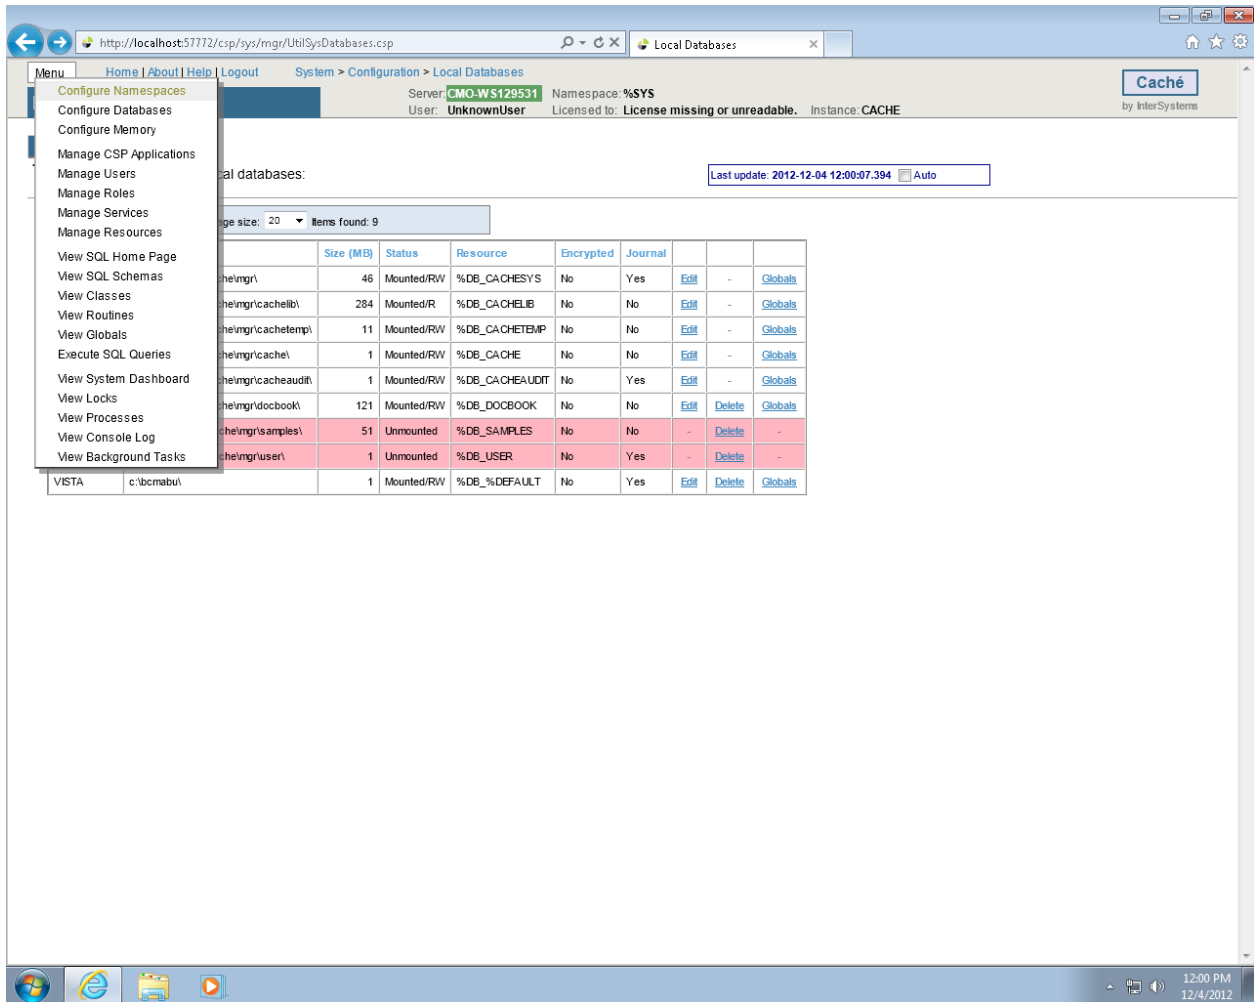 http://localhost:57772/csp/sys/mgr/UtilSysDatabases.csp
Local Databases
Menu Home | About | Help | Logout System > Configuration > Local Databases
Server: CMO-WS129531 Namespace: %SYS
User: UnknownUser Licensed to: License missing or unreadable. Instance: CACHE
Caché
by InterSystems
Configure Namespaces
Configure Databases
Configure Memory
Manage CSP Applications
Manage Users
Manage Roles
Manage Services
Manage Resources
View SQL Home Page
View SQL Schemas
View Classes
View Routines
View Globals
Execute SQL Queries
View System Dashboard
View Locks
View Processes
View Console Log
View Background Tasks
cal databases:
Last update: 2012-12-04 12:00:07.394 Auto
age size: 20 Items found: 9
Size (MB) Status Resource Encrypted Journal
che\mgr\ 46 Mounted/RW %DB_CACHESYS No Yes Edit - Globals
che\mgr\cachelib\ 284 Mounted/R %DB_CACHELIB No No Edit - Globals
che\mgr\cachetemp\ 11 Mounted/RW %DB_CACHETEMP No No Edit - Globals
che\mgr\cache\ 1 Mounted/RW %DB_CACHE No No Edit - Globals
che\mgr\cacheaudit\ 1 Mounted/RW %DB_CACHEAUDIT No Yes Edit - Globals
che\mgr\docbook\ 121 Mounted/RW %DB_DOCBOOK No No Edit Delete Globals
che\mgr\samples\ 51 Unmounted %DB_SAMPLES No No - Delete -
che\mgr\user\ 1 Unmounted %DB_USER No Yes - Delete -
VISTA c:\bcmabu\ 1 Mounted/RW %DB_%DEFAULT No Yes Edit Delete Globals
12:00 PM
12/4/2012